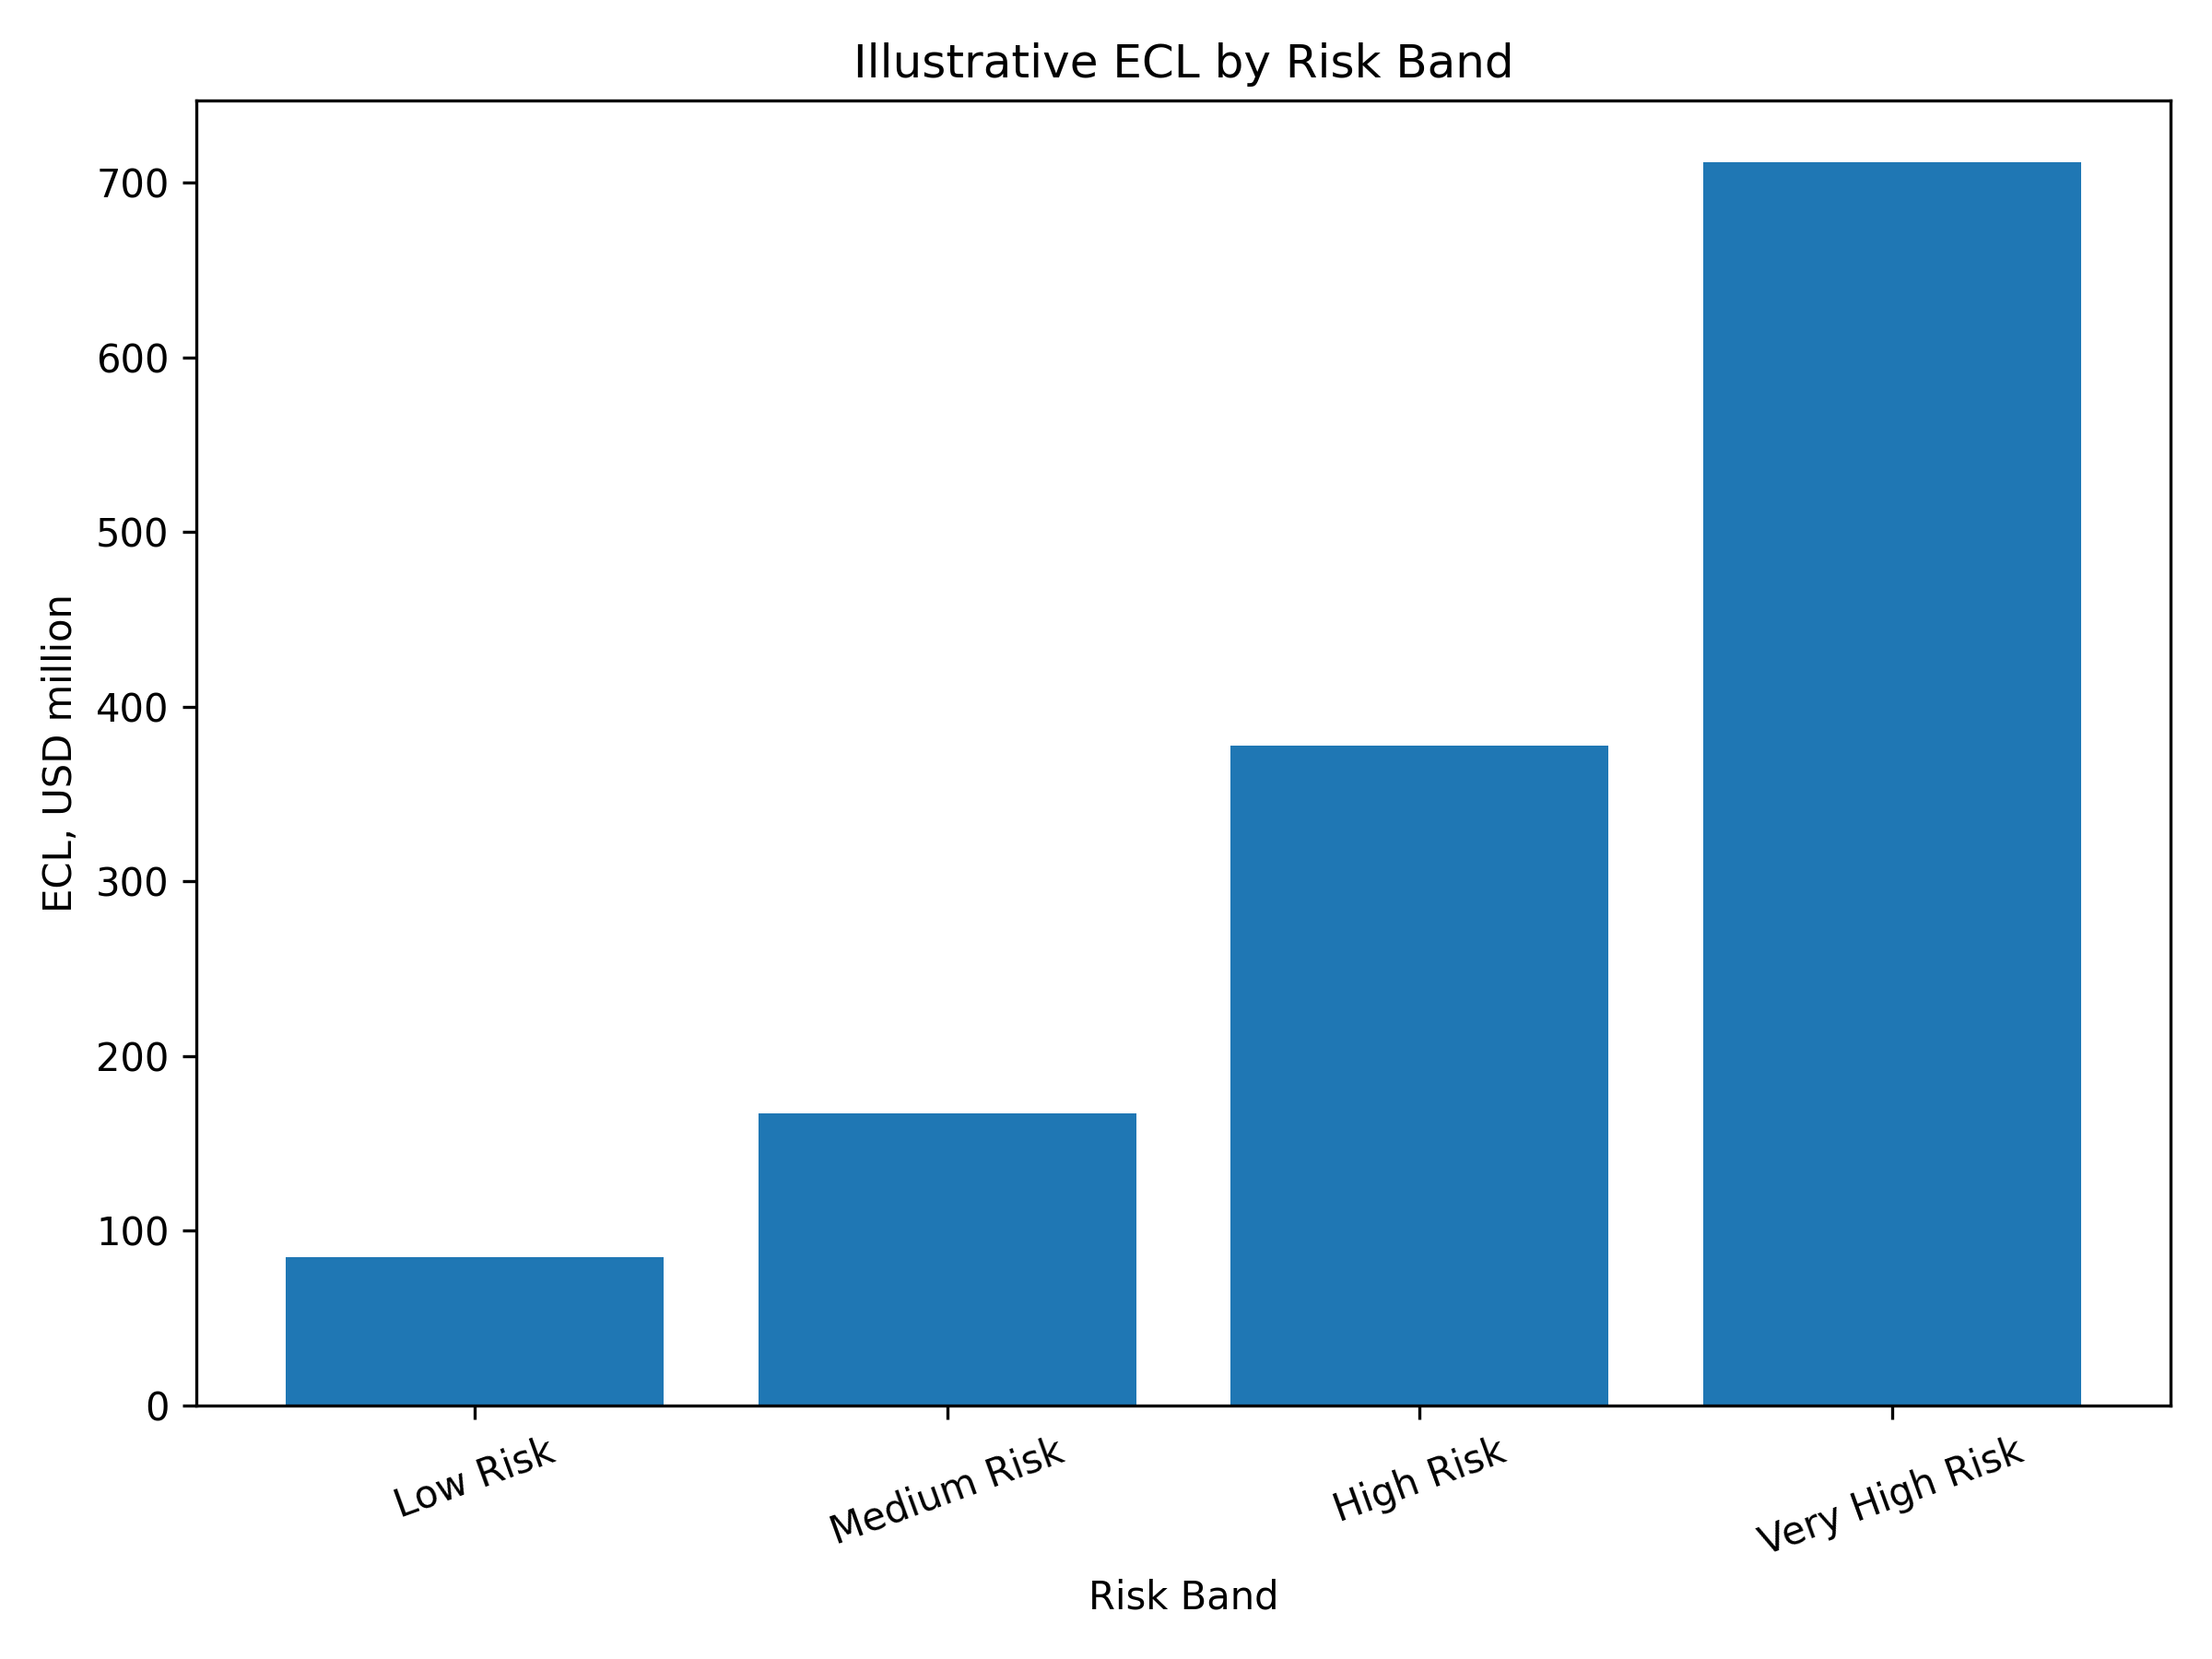 Illustrative ECL by Risk Band
ECL, USD million
700
600
500
400
300
200
100
0
Low Risk
Medium Risk
High Risk
Very High Risk
Risk Band